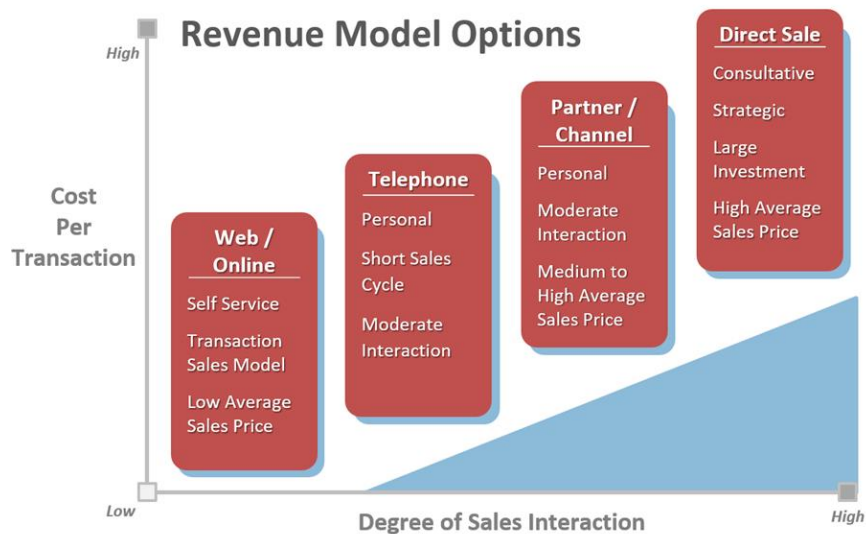 Revenue Model Options
High
Cost
Per
Transaction
Low
Web /
Online
Self Service
Transaction
Sales Model
Low Average
Sales Price
Telephone
Personal
Short Sales
Cycle
Moderate
Interaction
Partner /
Channel
Personal
Moderate
Interaction
Medium to
High Average
Sales Price
Direct Sale
Consultative
Strategic
Large
Investment
High Average
Sales Price
Degree of Sales Interaction
High